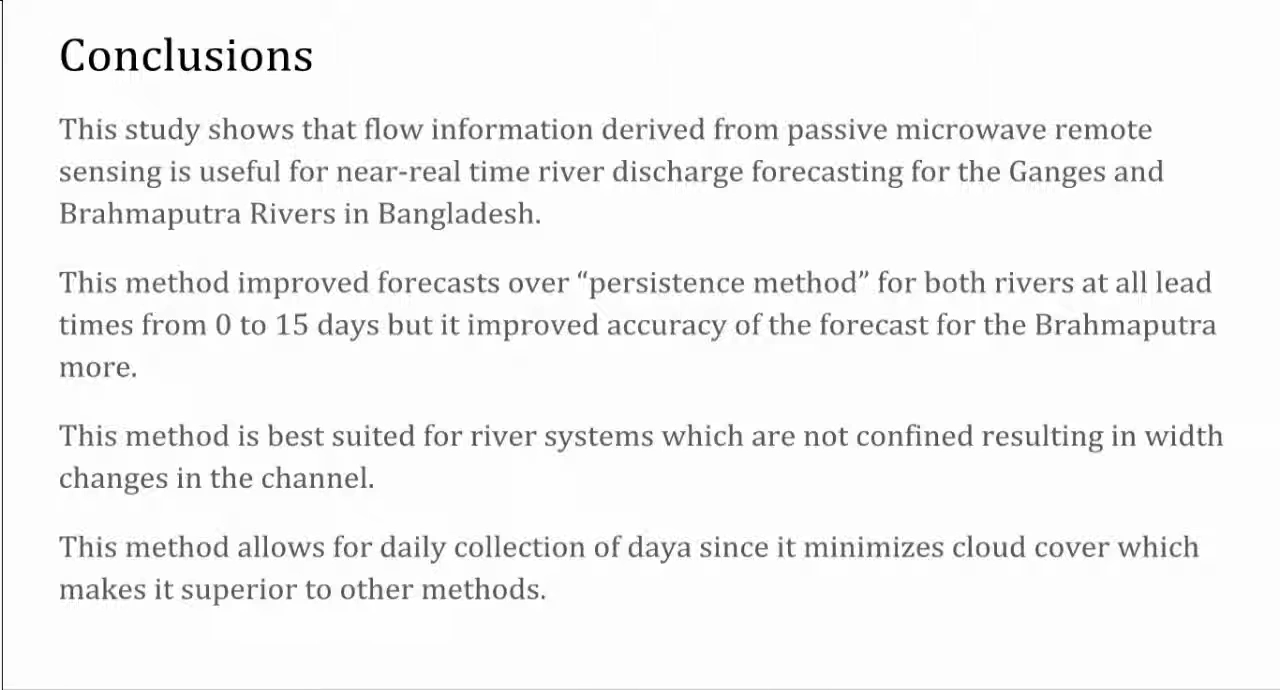 Conclusions
This study shows that flow information derived from passive microwave remote
sensing is useful for near-real time river discharge forecasting for the Ganges and
Brahmaputra Rivers in Bangladesh.
This method improved forecasts over “persistence method” for both rivers at all lead
times from 0 to 15 days but it improved accuracy of the forecast for the Brahmaputra
more.
This method is best suited for river systems which are not confined resulting in width
changes in the channel.
This method allows for daily collection of daya since it minimizes cloud cover which
makes it superior to other methods.